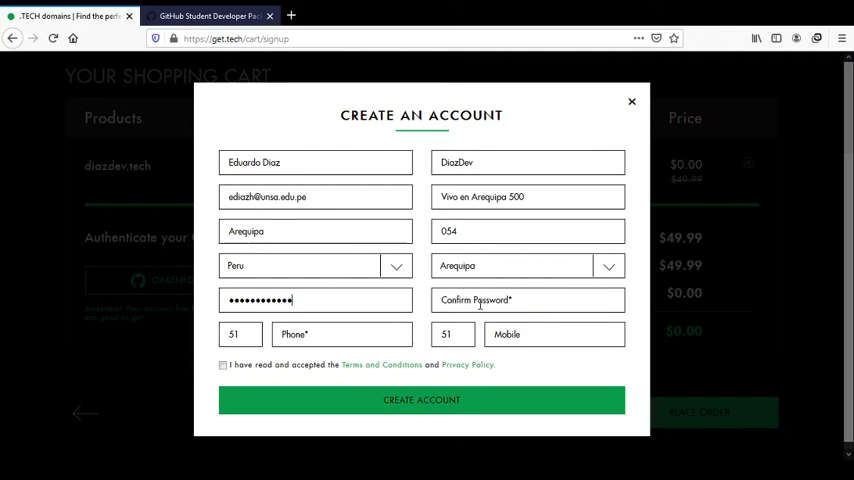 .TECH domains | Find the perfe
GitHub Student Developer Pac
https://get.tech/cart/signup
YOUR SHOPPING CART
Products
Price
diazdev.tech
$0.00
$49.99
Authenticate your
$49.99
$0.00
$0.00
PLACE ORDER
CREATE AN ACCOUNT
Eduardo Diaz
DiazDev
ediazh@unsa.edu.pe
Vivo en Arequipa 500
Arequipa
054
Peru
Arequipa
••••••••••••
Confirm Password*
51
Phone*
51
Mobile
I have read and accepted the Terms and Conditions and Privacy Policy.
CREATE ACCOUNT